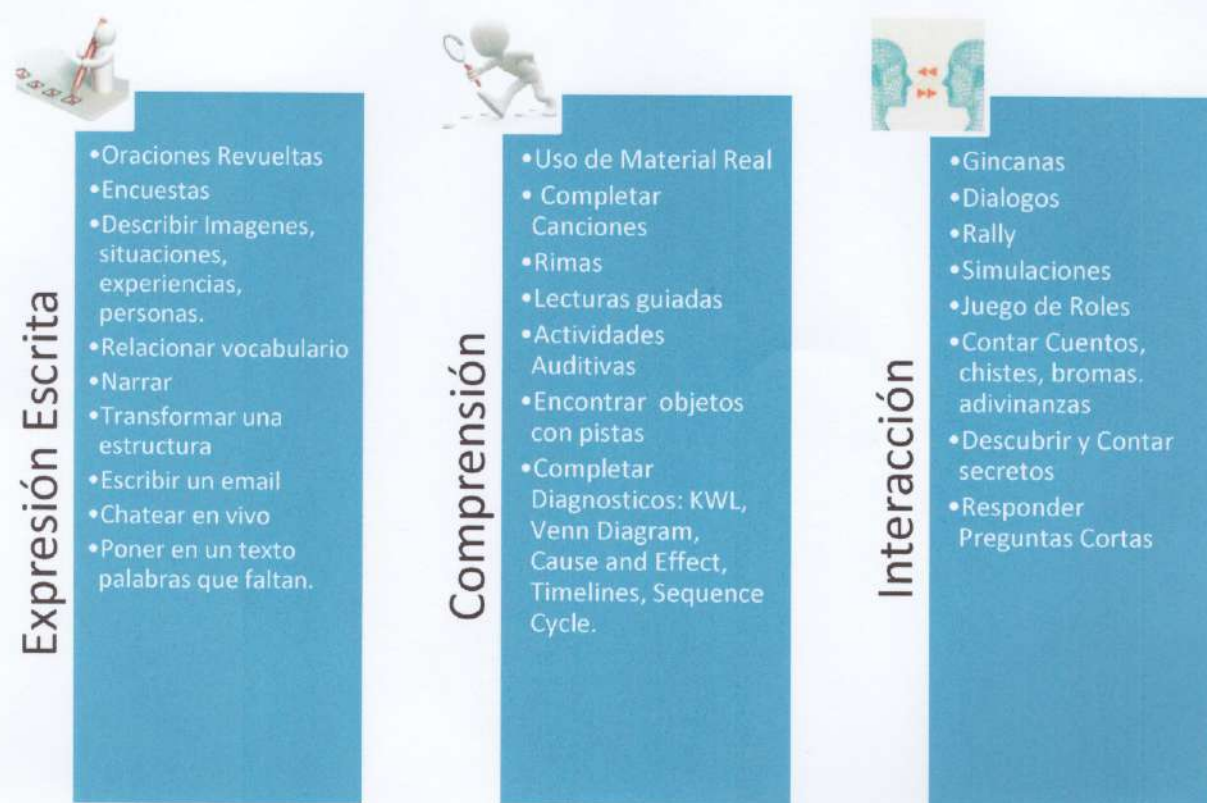 Expresión Escrita
•Oraciones Revueltas
•Encuestas
•Describir Imagenes,
situaciones,
experiencias,
personas.
•Relacionar vocabulario
•Narrar
•Transformar una
estructura
•Escribir un email
•Chatear en vivo
•Poner en un texto
palabras que faltan.
Comprensión
•Uso de Material Real
• Completar
Canciones
•Rimas
•Lecturas guiadas
•Actividades
Auditivas
•Encontrar objetos
con pistas
•Completar
Diagnosticos: KWL,
Venn Diagram,
Cause and Effect,
Timelines, Sequence
Cycle.
Interacción
•Gincanas
•Dialogos
•Rally
•Simulaciones
•Juego de Roles
•Contar Cuentos,
chistes, bromas.
adivinanzas
•Descubrir y Contar
secretos
•Responder
Preguntas Cortas